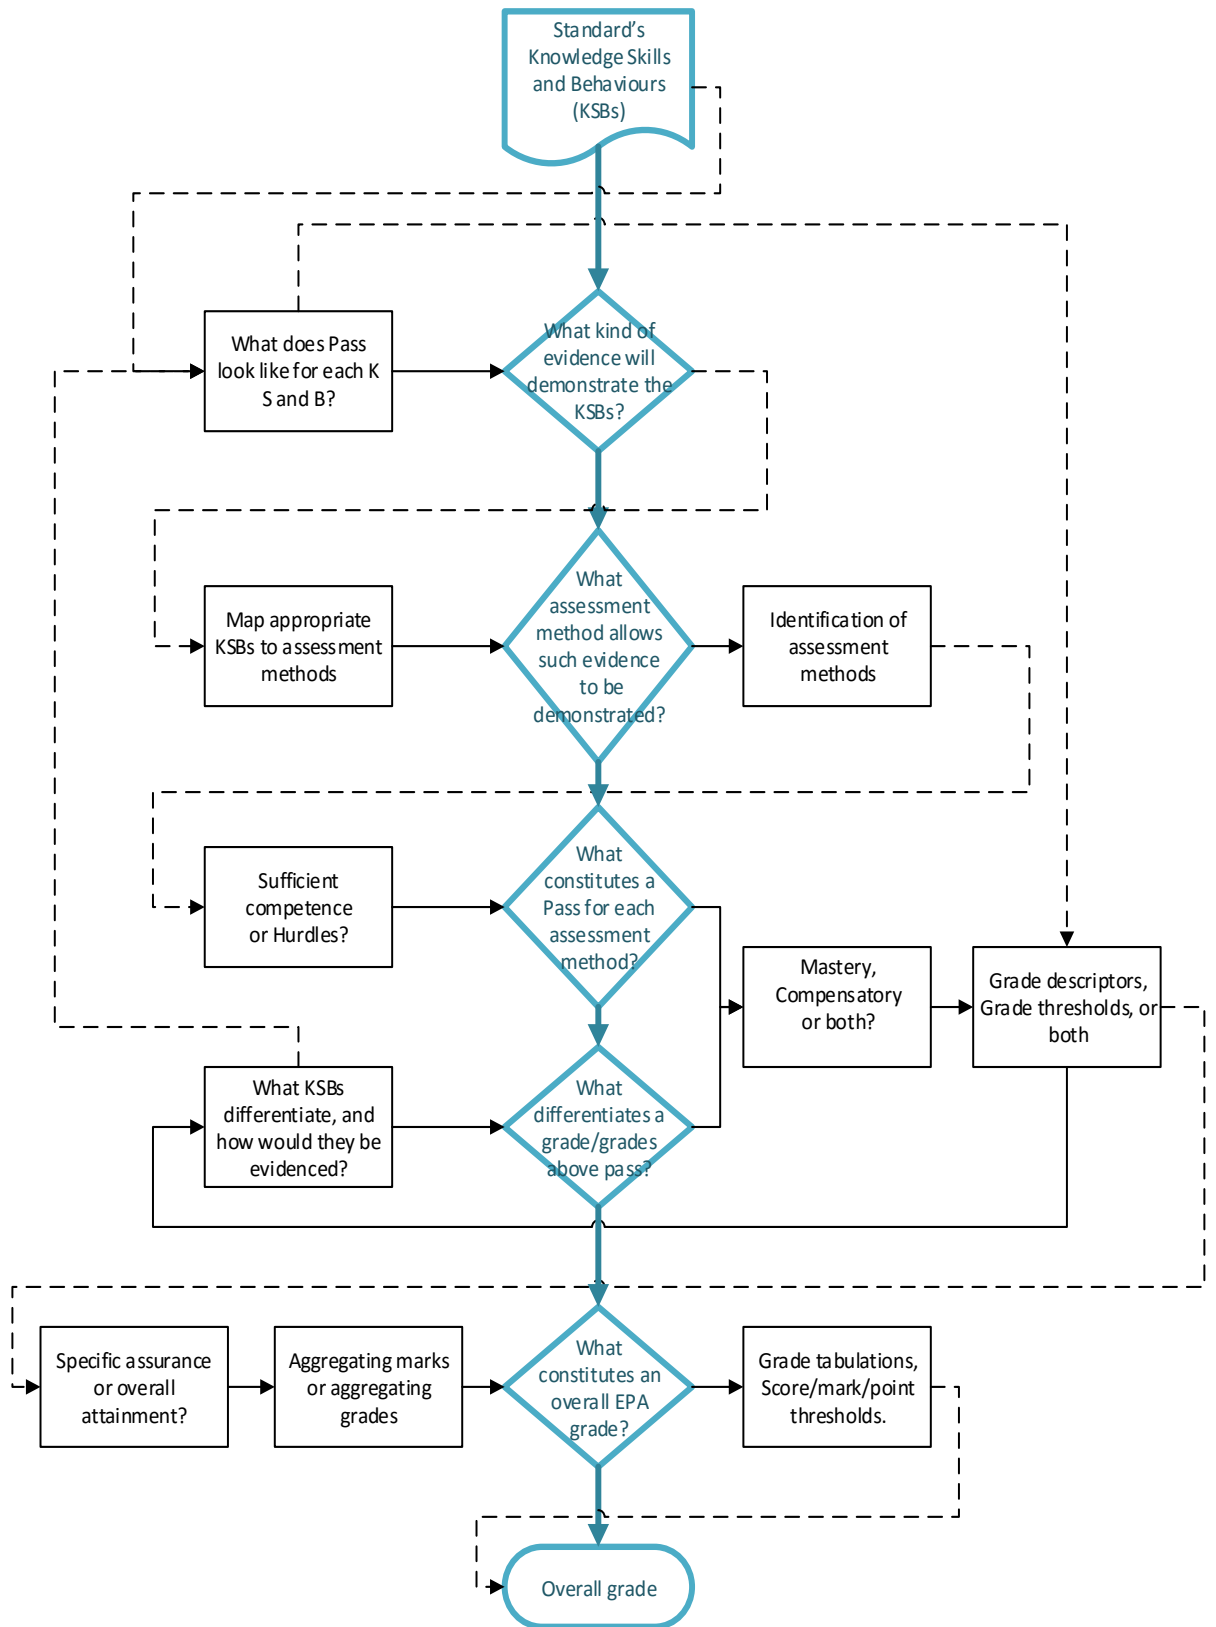 Standard’s
Knowledge Skills
and Behaviours
(KSBs)
What does Pass
look like for each K
S and B?
What kind of
evidence will
demonstrate the
KSBs?
Map appropriate
KSBs to assessment
methods
What
assessment
method allows
such evidence
to be
demonstrated?
Identification of
assessment
methods
Sufficient
competence
or Hurdles?
What
constitutes a
Pass for each
assessment
method?
Mastery,
Compensatory
or both?
Grade descriptors,
Grade thresholds, or
both
What KSBs
differentiate, and
how would they be
evidenced?
What
differentiates a
grade/grades
above pass?
Specific assurance
or overall
attainment?
Aggregating marks
or aggregating
grades
What
constitutes an
overall EPA
grade?
Grade tabulations,
Score/mark/point
thresholds.
Overall grade